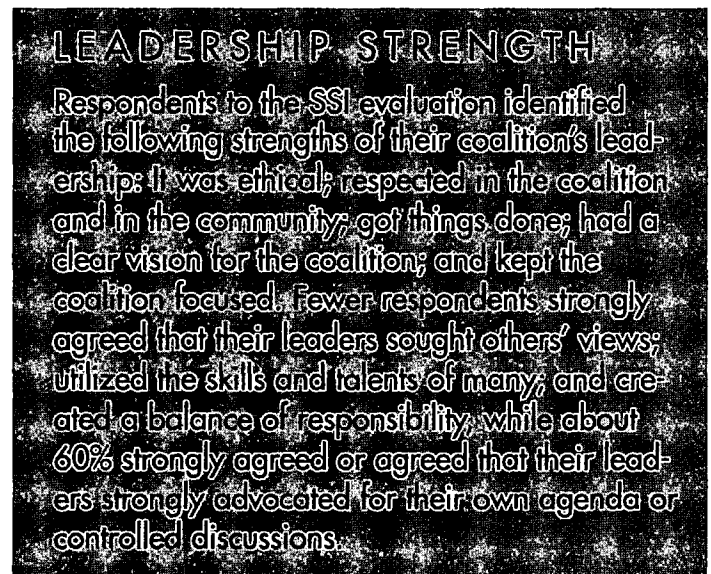 LEADERSHIP STRENGTH
Respondents to the SSI evaluation identified
the following strengths of their coalition's lead-
ership: It was ethical; respected in the coalition
and in the community; got things done; had a
clear vision for the coalition; and kept the
coalition focused. Fewer respondents strongly
agreed that their leaders sought others' views;
utilized the skills and talents of many; and cre-
ated a balance of responsibility, while about
60% strongly agreed or agreed that their lead-
ers strongly advocated for their own agenda or
controlled discussions.